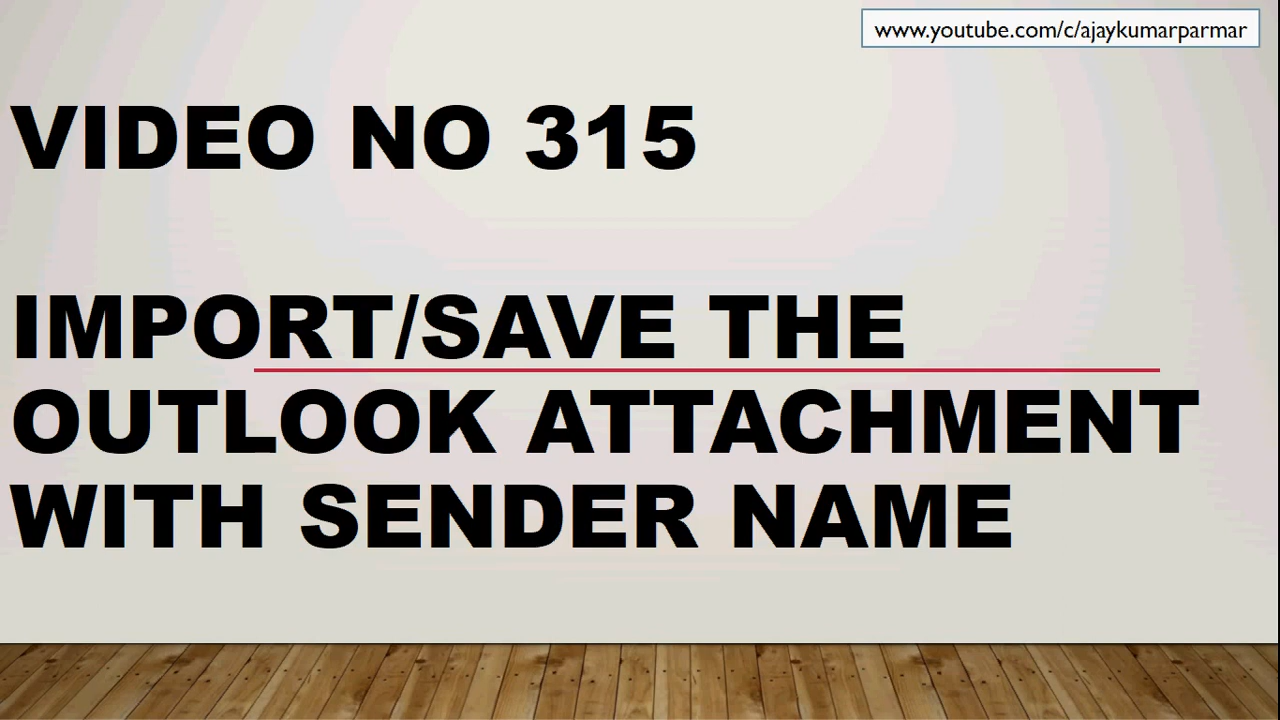 www.youtube.com/c/ajaykumarparmar
VIDEO NO 315
IMPORT/SAVE THE
OUTLOOK ATTACHMENT
WITH SENDER NAME